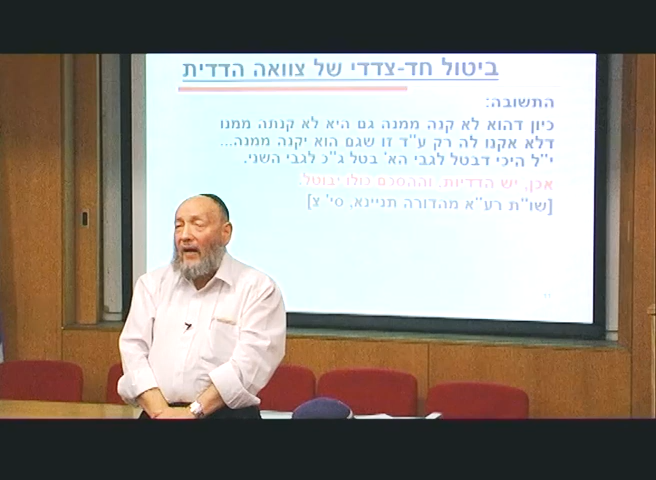 ביטול חד-צדדי של צוואה הדדית
התשובה:
כיון דהוא לא קנה ממנה גם היא לא קנתה ממנו
דלא אקנו לה רק ע"ד זו שגם הוא יקנה ממנה...
י"ל היכי דבטל לגבי הא' בטל ג"כ לגבי השני.
אכן, יש הדדיות, וההסכם כולו יבוטל.
[שו"ת רע"א מהדורה תניינא, סי' צ]